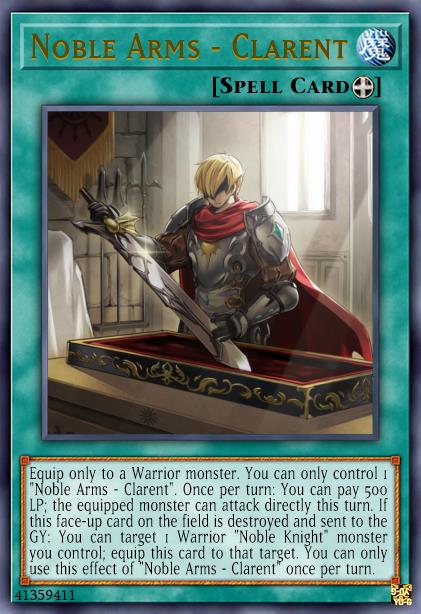 Noble Arms - Clarent 魔
[Spell Card]
Equip only to a Warrior monster. You can only control 1
"Noble Arms - Clarent". Once per turn: You can pay 500
LP; the equipped monster can attack directly this turn. If
this face-up card on the field is destroyed and sent to the
GY: You can target 1 Warrior "Noble Knight" monster
you control; equip this card to that target. You can only
use this effect of "Noble Arms - Clarent" once per turn.
41359411